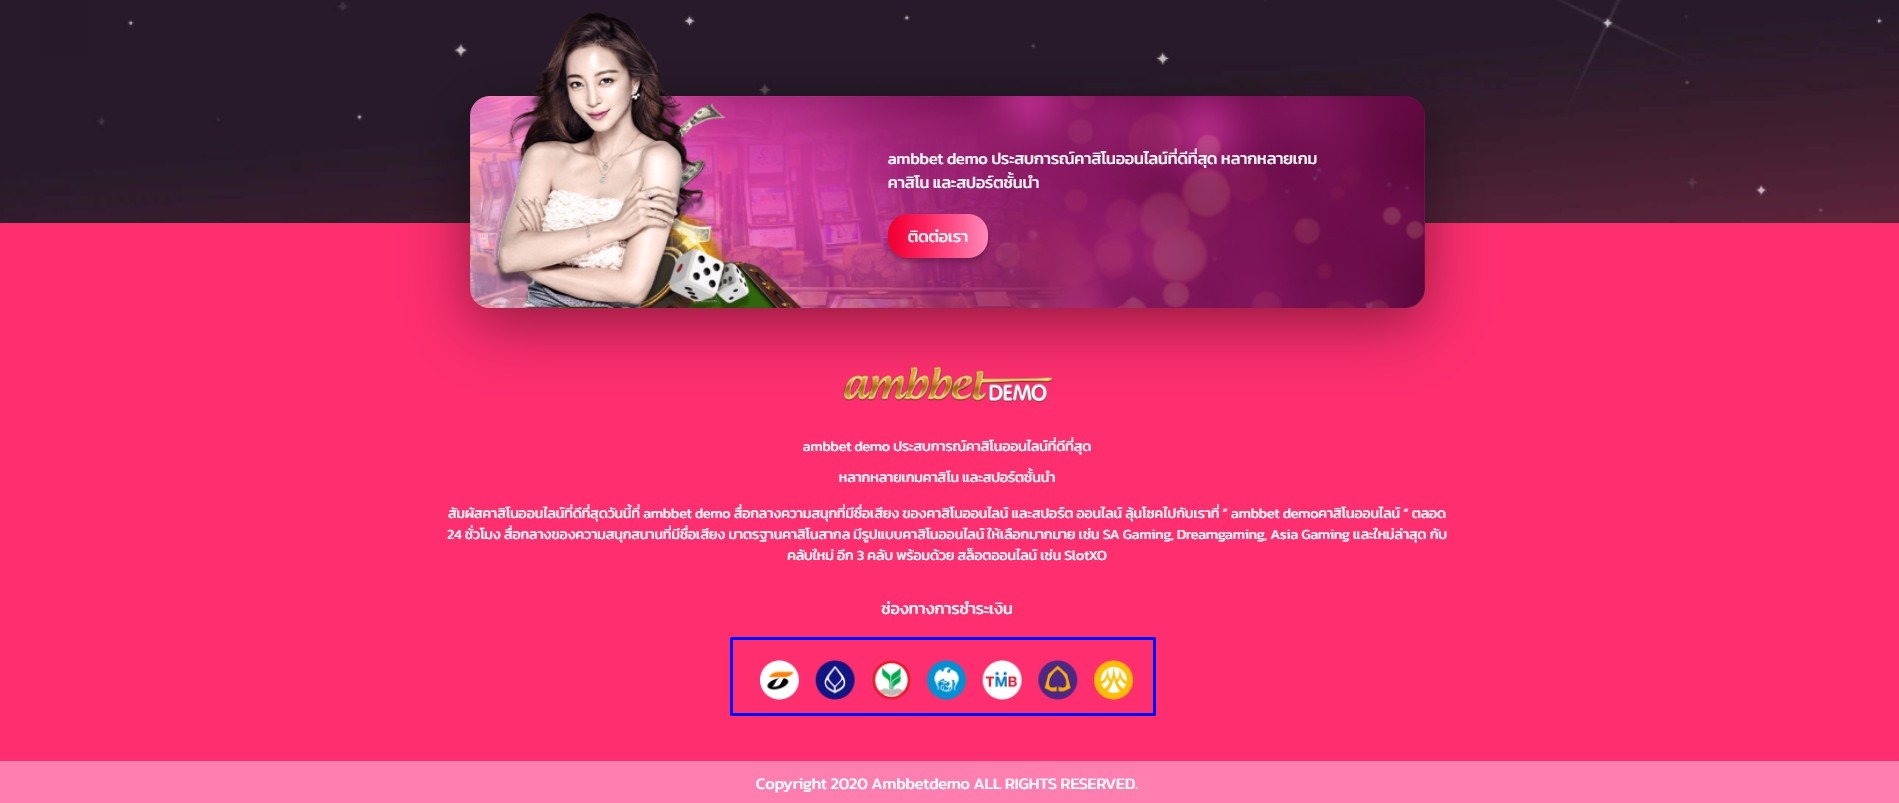 ambbet demo ประสบการณ์คาสิโนออนไลน์ที่ดีที่สุด หลากหลายเกม
คาสิโน และสปอร์ตชั้นนำ
ติดต่อเรา
ambbet DEMO
ambbet demo ประสบการณ์คาสิโนออนไลน์ที่ดีที่สุด
หลากหลายเกมคาสิโน และสปอร์ตชั้นนำ
สัมผัสคาสิโนออนไลน์ที่ดีที่สุดวันนี้ที่ ambbet demo สื่อกลางความสนุกที่มีชื่อเสียง ของคาสิโนออนไลน์ และสปอร์ต ออนไลน์ ลุ้นโชคไปกับเราที่ “ ambbet demoคาสิโนออนไลน์ “ ตลอด
24 ชั่วโมง สื่อกลางของความสนุกสนานที่มีชื่อเสียง มาตรฐานคาสิโนสากล มีรูปแบบคาสิโนออนไลน์ ให้เลือกมากมาย เช่น SA Gaming, Dreamgaming, Asia Gaming และใหม่ล่าสุด กับ
คลับใหม่ อีก 3 คลับ พร้อมด้วย สล็อตออนไลน์ เช่น SlotXO
ช่องทางการชำระเงิน
TMB
Copyright 2020 Ambbetdemo ALL RIGHTS RESERVED.